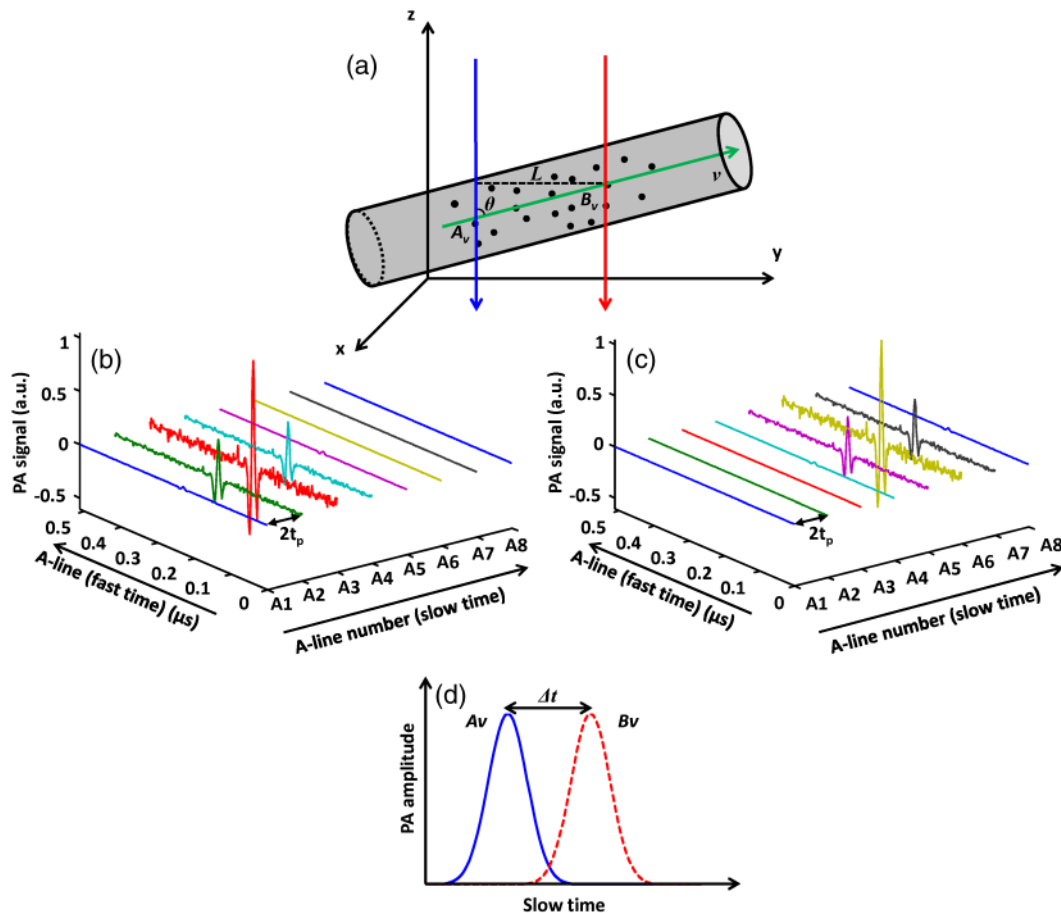 (a)
z
L
θ
v
A_v
B_v
y
x
(b)
PA signal (a.u.)
1
0.5
0
-0.5
0.5
0.4
0.3
0.2
0.1
0
2t_p
A1
A2
A3
A4
A5
A6
A7
A8
A-line (fast time) (μs)
A-line number (slow time)
(c)
PA signal (a.u.)
1
0.5
0
-0.5
0.5
0.4
0.3
0.2
0.1
0
2t_p
A1
A2
A3
A4
A5
A6
A7
A8
A-line (fast time) (μs)
A-line number (slow time)
(d)
Δt
Av
Bv
PA amplitude
Slow time